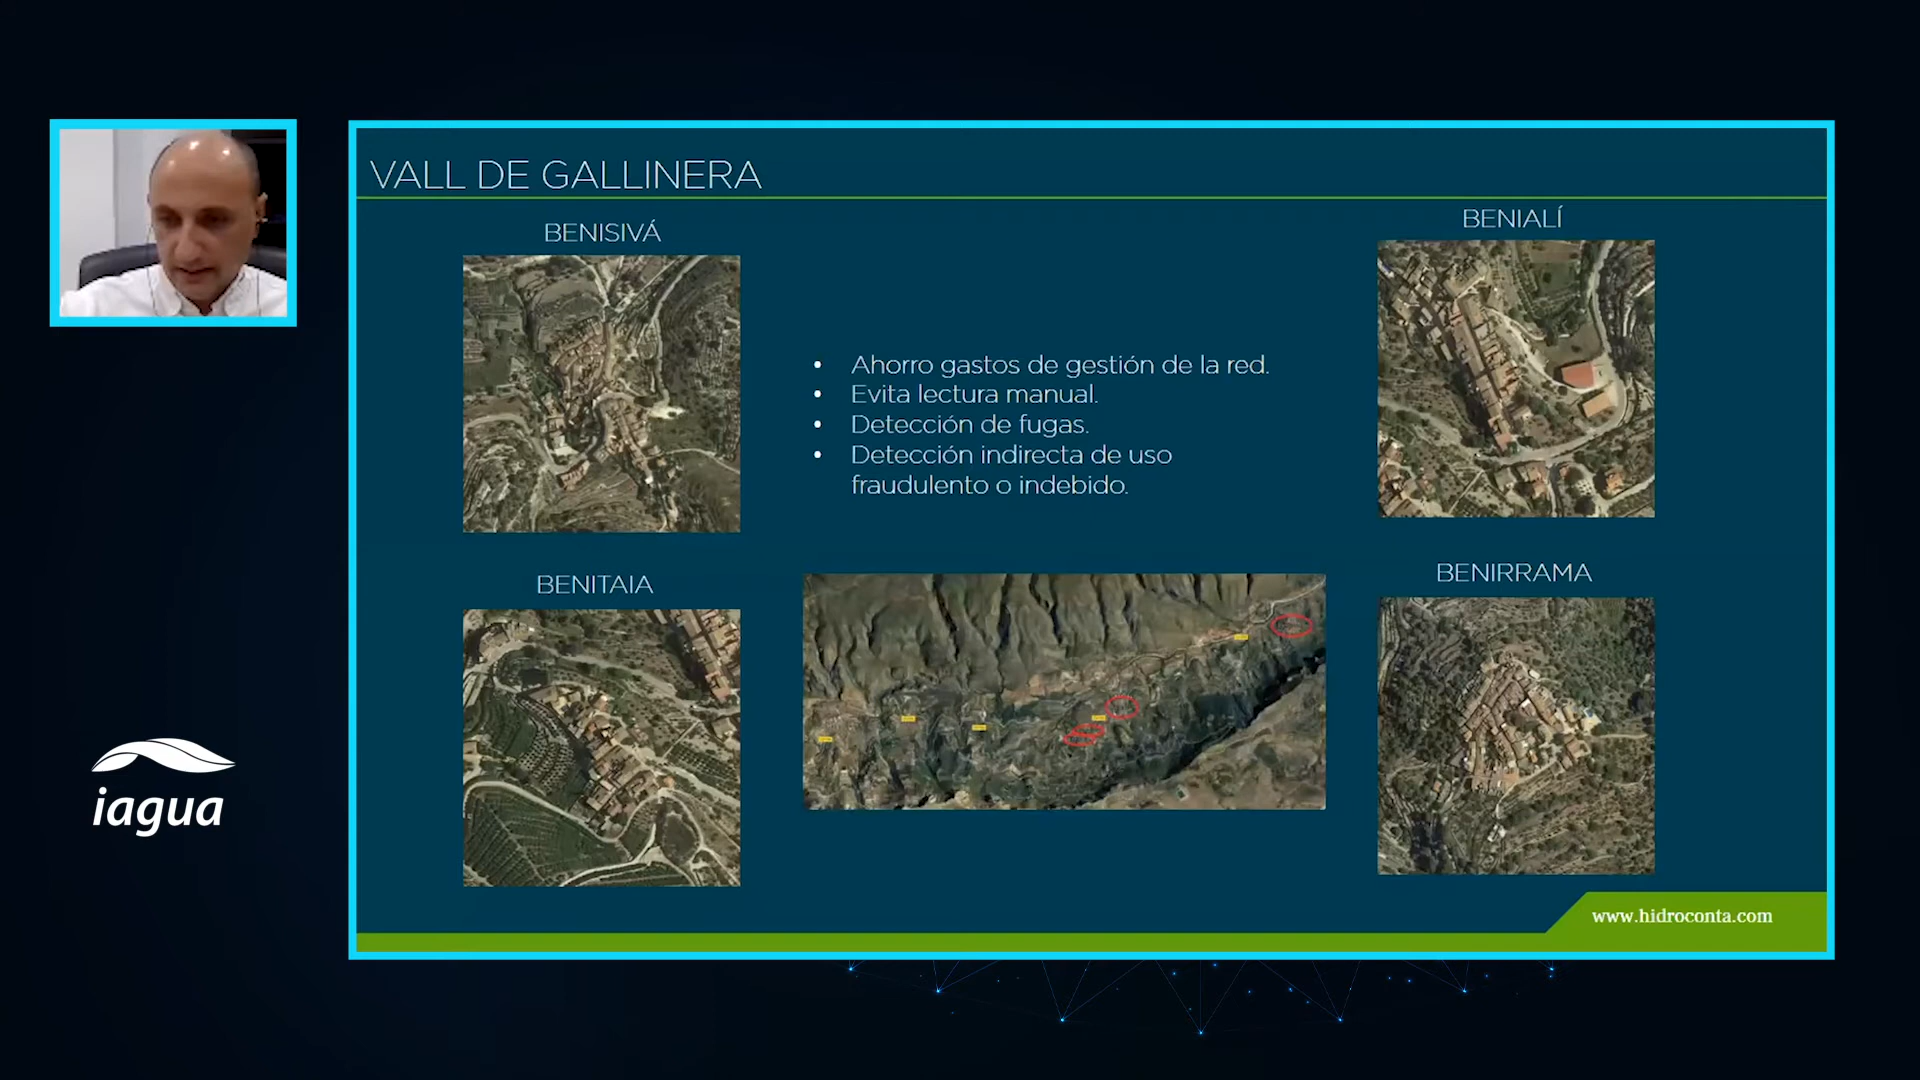 VALL DE GALLINERA
BENISIVÁ
BENIALÍ
• Ahorro gastos de gestión de la red.
• Evita lectura manual.
• Detección de fugas.
• Detección indirecta de uso
fraudulento o indebido.
BENITAIA
BENIRRAMA
iagua
www.hidroconta.com